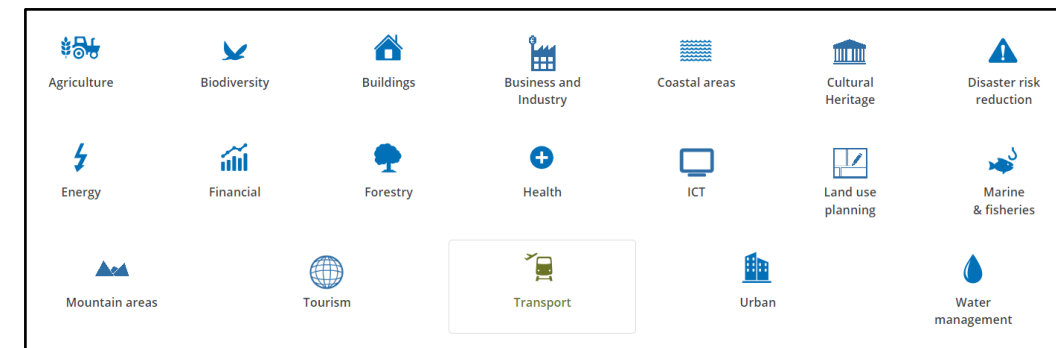 Agriculture
Biodiversity
Buildings
Business and
Industry
Coastal areas
Cultural
Heritage
Disaster risk
reduction
Energy
Financial
Forestry
Health
ICT
Land use
planning
Marine
& fisheries
Mountain areas
Tourism
Transport
Urban
Water
management